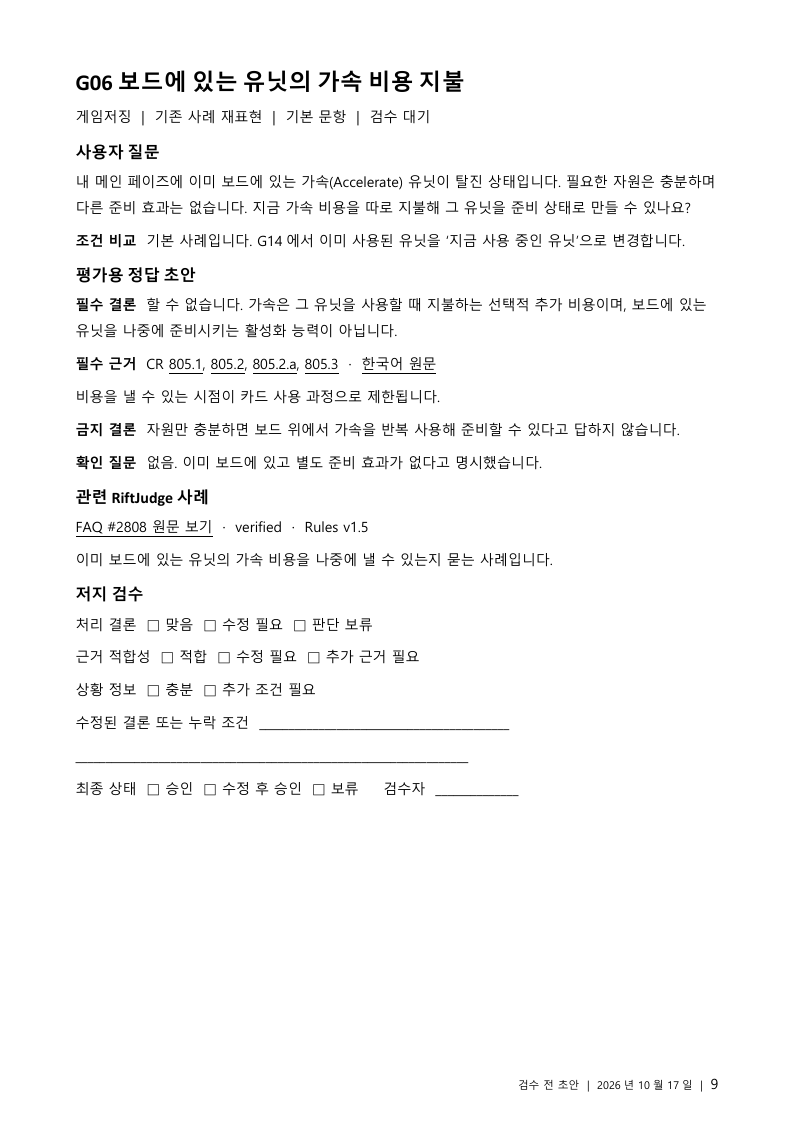 G06 보드에 있는 유닛의 가속 비용 지불
게임저징 | 기존 사례 재표현 | 기본 문항 | 검수 대기
사용자 질문
내 메인 페이즈에 이미 보드에 있는 가속(Accelerate) 유닛이 탈진 상태입니다. 필요한 자원은 충분하며
다른 준비 효과는 없습니다. 지금 가속 비용을 따로 지불해 그 유닛을 준비 상태로 만들 수 있나요?
조건 비교 기본 사례입니다. G14 에서 이미 사용된 유닛을 '지금 사용 중인 유닛'으로 변경합니다.
평가용 정답 초안
필수 결론 할 수 없습니다. 가속은 그 유닛을 사용할 때 지불하는 선택적 추가 비용이며, 보드에 있는
유닛을 나중에 준비시키는 활성화 능력이 아닙니다.
필수 근거 CR 805.1, 805.2, 805.2.a, 805.3 · 한국어 원문
비용을 낼 수 있는 시점이 카드 사용 과정으로 제한됩니다.
금지 결론 자원만 충분하면 보드 위에서 가속을 반복 사용해 준비할 수 있다고 답하지 않습니다.
확인 질문 없음. 이미 보드에 있고 별도 준비 효과가 없다고 명시했습니다.
관련 RiftJudge 사례
FAQ #2808 원문 보기 · verified · Rules v1.5
이미 보드에 있는 유닛의 가속 비용을 나중에 낼 수 있는지 묻는 사례입니다.
저지 검수
처리 결론 □ 맞음 □ 수정 필요 □ 판단 보류
근거 적합성 □ 적합 □ 수정 필요 □ 추가 근거 필요
상황 정보 □ 충분 □ 추가 조건 필요
수정된 결론 또는 누락 조건 ____________________________________
_________________________________________________________
최종 상태 □ 승인 □ 수정 후 승인 □ 보류 검수자 ____________
검수 전 초안 | 2026 년 10 월 17 일 | 9